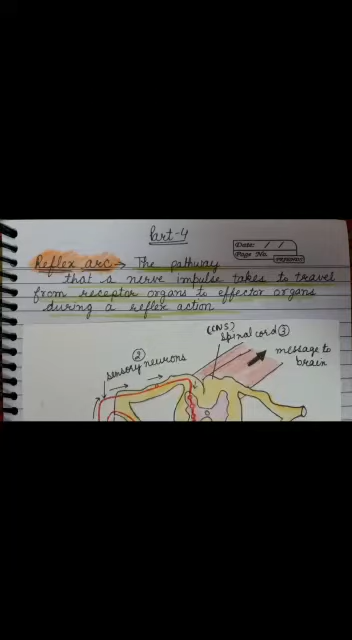 Part-4
Date: / /
Page No.
Reflex arc → The pathway
that a nerve impulse takes to travel
from receptor organs to effector organs
during a reflex action
(CNS)
spinal cord ③
②
sensory neurons
message to
brain